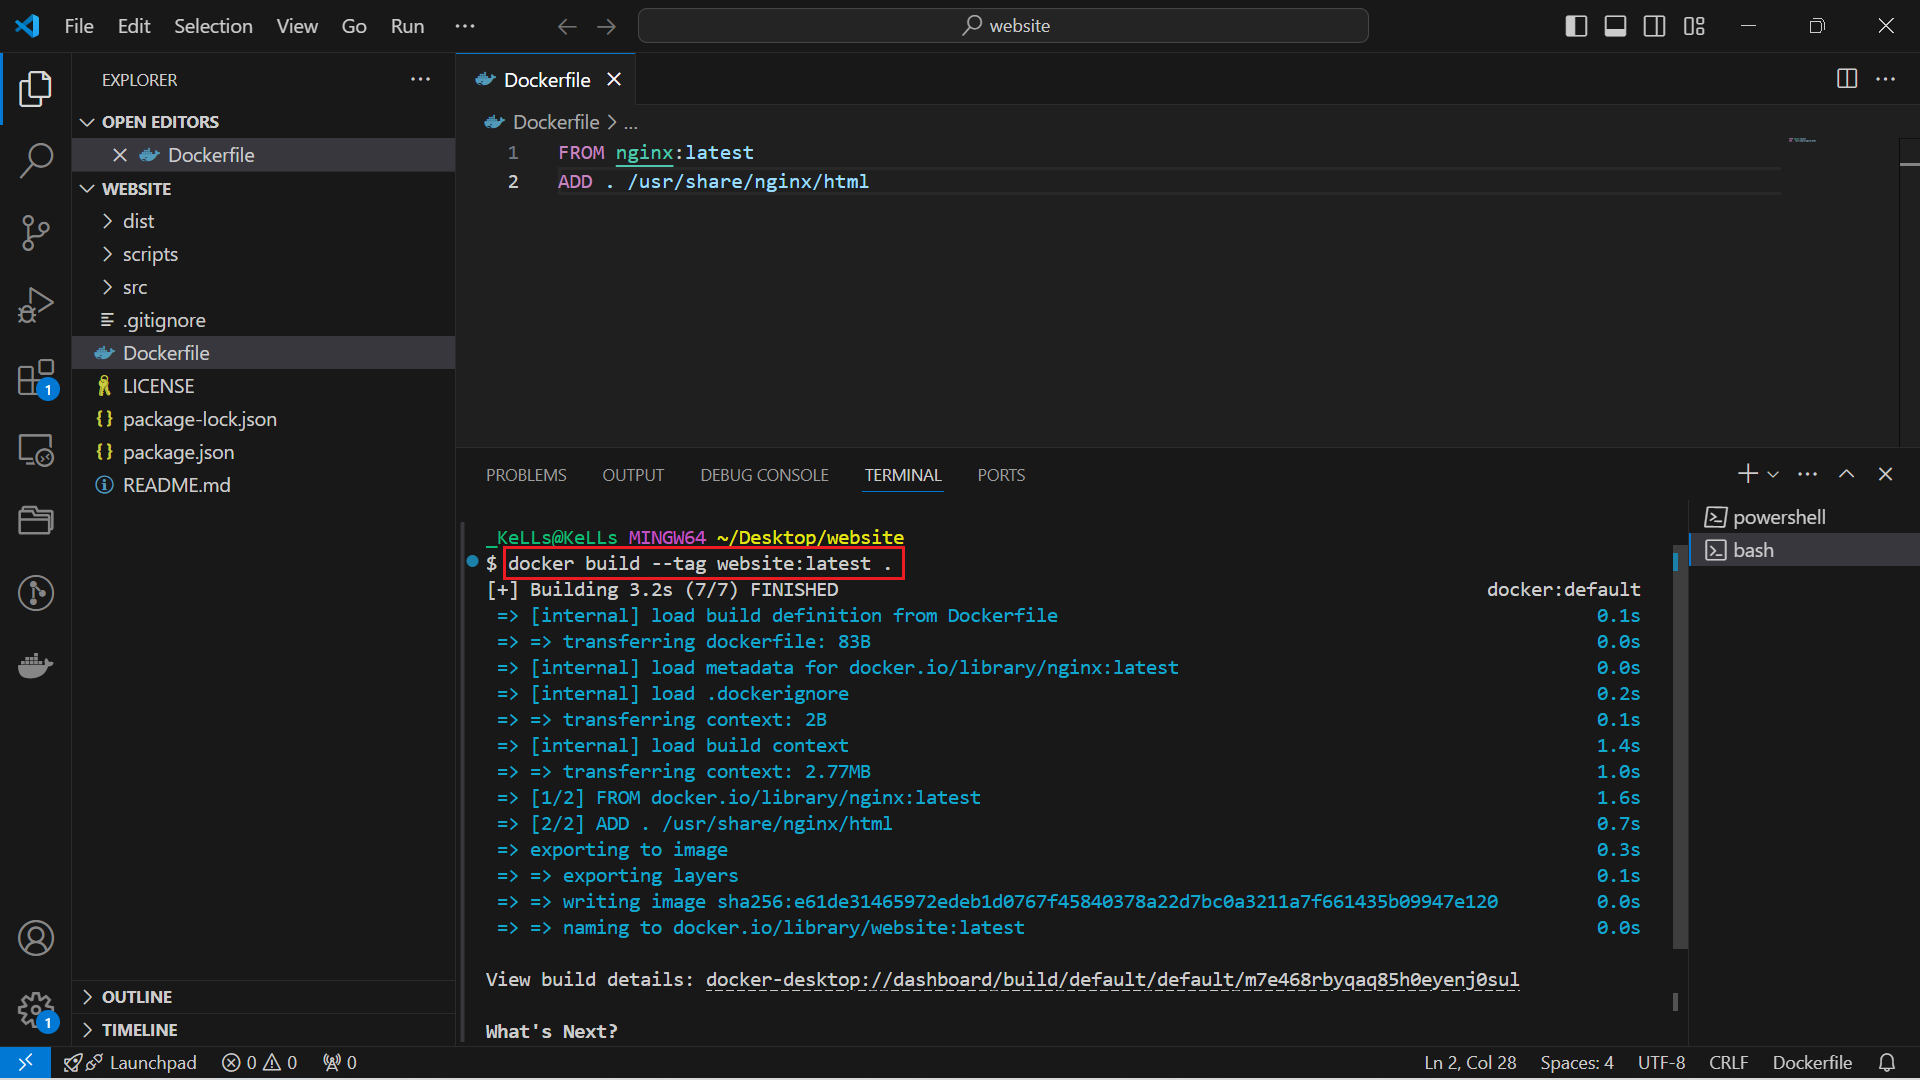 File Edit Selection View Go Run ···
website
EXPLORER
OPEN EDITORS
Dockerfile
WEBSITE
dist
scripts
src
.gitignore
Dockerfile
LICENSE
package-lock.json
package.json
README.md
OUTLINE
TIMELINE
1
1
Dockerfile
Dockerfile > ...
1 FROM nginx:latest
2 ADD . /usr/share/nginx/html
PROBLEMS OUTPUT DEBUG CONSOLE TERMINAL PORTS
powershell
bash
_KeLLs@KeLLs MINGW64 ~/Desktop/website
$ docker build --tag website:latest .
[+] Building 3.2s (7/7) FINISHED docker:default
=> [internal] load build definition from Dockerfile 0.1s
=> => transferring dockerfile: 83B 0.0s
=> [internal] load metadata for docker.io/library/nginx:latest 0.0s
=> [internal] load .dockerignore 0.2s
=> => transferring context: 2B 0.1s
=> [internal] load build context 1.4s
=> => transferring context: 2.77MB 1.0s
=> [1/2] FROM docker.io/library/nginx:latest 1.6s
=> [2/2] ADD . /usr/share/nginx/html 0.7s
=> exporting to image 0.3s
=> => exporting layers 0.1s
=> => writing image sha256:e61de31465972edeb1d0767f45840378a22d7bc0a3211a7f661435b09947e120 0.0s
=> => naming to docker.io/library/website:latest 0.0s
View build details: docker-desktop://dashboard/build/default/default/m7e468rbyqaq85h0eyenj0sul
What's Next?
Launchpad 0 0 0
Ln 2, Col 28 Spaces: 4 UTF-8 CRLF Dockerfile